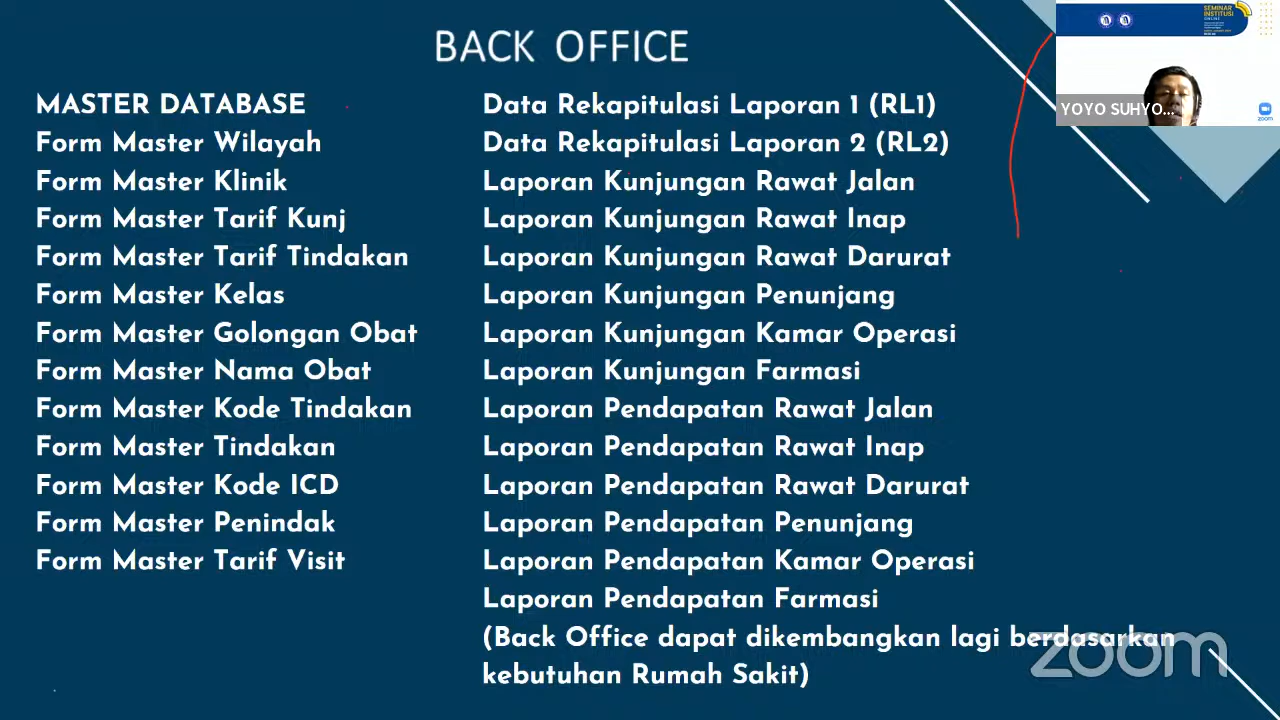 BACK OFFICE
MASTER DATABASE
Form Master Wilayah
Form Master Klinik
Form Master Tarif Kunj
Form Master Tarif Tindakan
Form Master Kelas
Form Master Golongan Obat
Form Master Nama Obat
Form Master Kode Tindakan
Form Master Tindakan
Form Master Kode ICD
Form Master Penindak
Form Master Tarif Visit
Data Rekapitulasi Laporan 1 (RL1)
Data Rekapitulasi Laporan 2 (RL2)
Laporan Kunjungan Rawat Jalan
Laporan Kunjungan Rawat Inap
Laporan Kunjungan Rawat Darurat
Laporan Kunjungan Penunjang
Laporan Kunjungan Kamar Operasi
Laporan Kunjungan Farmasi
Laporan Pendapatan Rawat Jalan
Laporan Pendapatan Rawat Inap
Laporan Pendapatan Rawat Darurat
Laporan Pendapatan Penunjang
Laporan Pendapatan Kamar Operasi
Laporan Pendapatan Farmasi
(Back Office dapat dikembangkan lagi berdasarkan
kebutuhan Rumah Sakit)
SEMINAR
INSTITUSI
ONLINE
YOYO SUHYO...
zoom
zoom